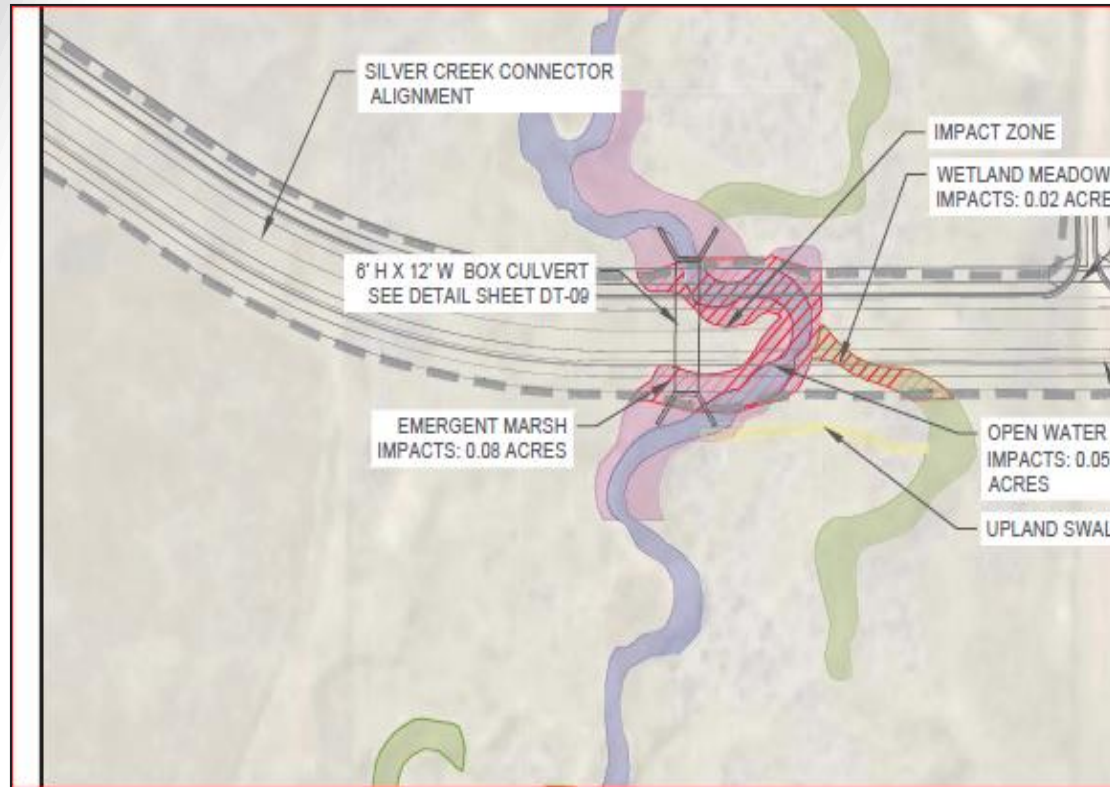 SILVER CREEK CONNECTOR
ALIGNMENT
IMPACT ZONE
WETLAND MEADOW
IMPACTS: 0.02 ACRE
6' H X 12' W BOX CULVERT
SEE DETAIL SHEET DT-09
EMERGENT MARSH
IMPACTS: 0.08 ACRES
OPEN WATER
IMPACTS: 0.05
ACRES
UPLAND SWAL